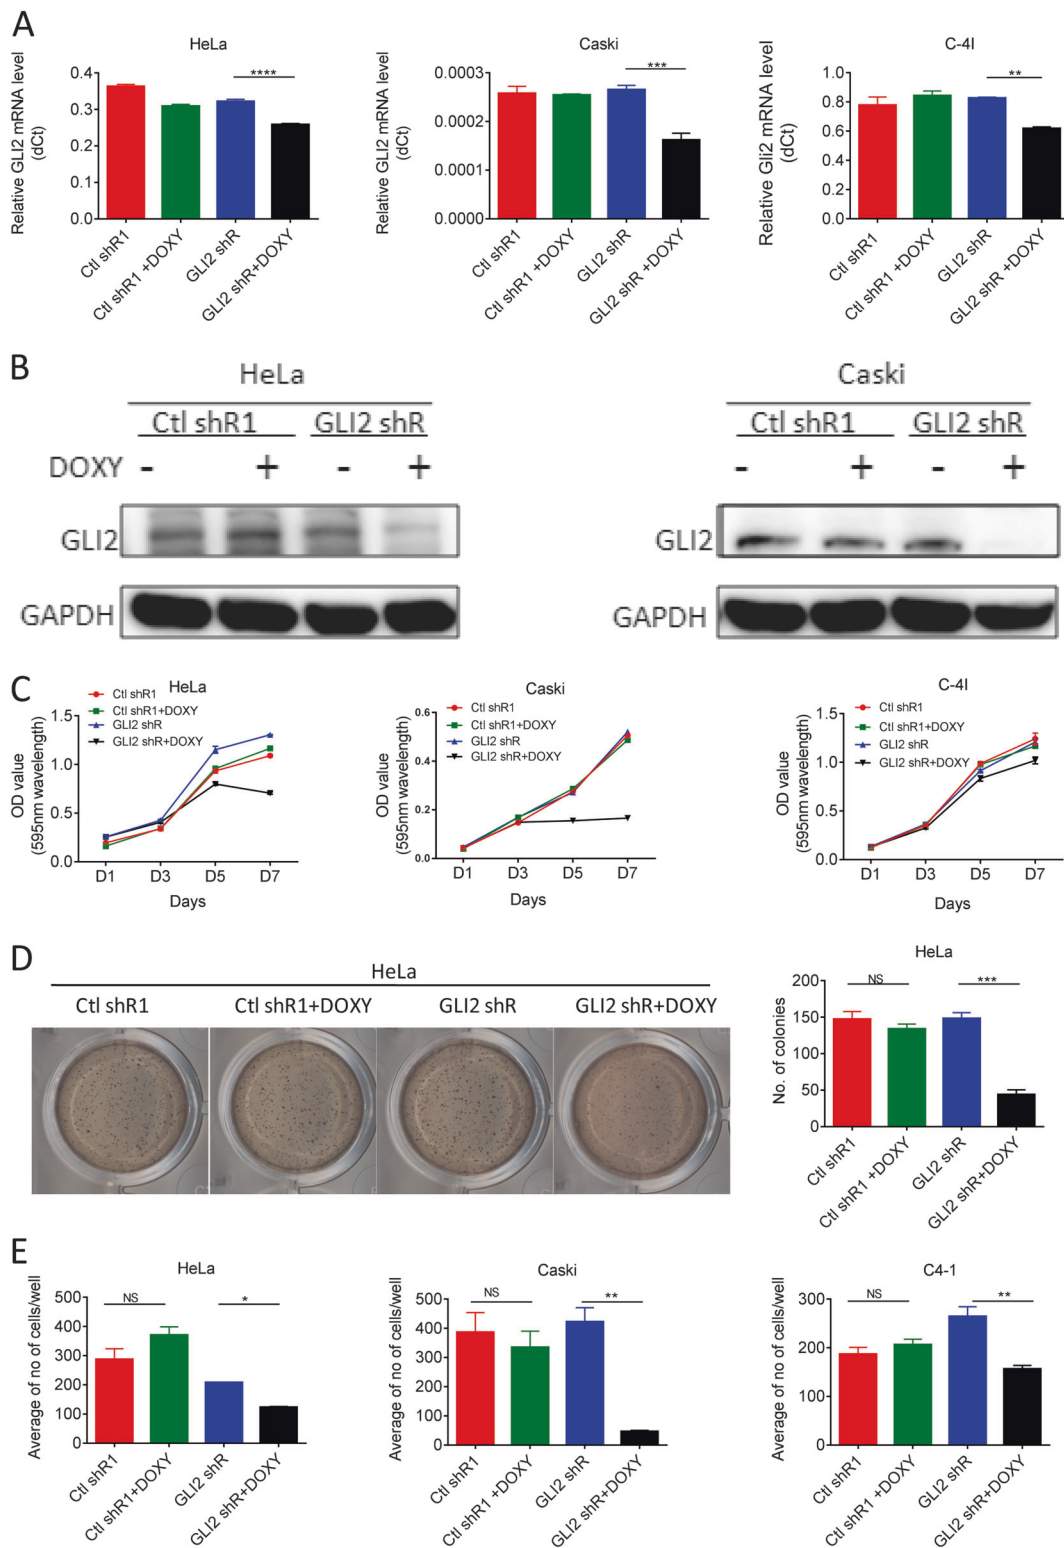 A
HeLa
Relative GLI2 mRNA level
(dCt)
0.4
0.3
0.2
0.1
0.0
****
Ctl shR1
Ctl shR1 +DOXY
GLI2 shR
GLI2 shR+DOXY
Caski
Relative GLI2 mRNA level
(dCt)
0.0003
0.0002
0.0001
0.0000
***
Ctl shR1
Ctl shR1 +DOXY
GLI2 shR
GLI2 shR +DOXY
C-4I
Relative Gli2 mRNA level
(dCt)
1.0
0.8
0.6
0.4
0.2
0.0
**
Ctl shR1
Ctl shR1 +DOXY
GLI2 shR
GLI2 shR +DOXY
B
HeLa
Ctl shR1 GLI2 shR
DOXY - + - +
GLI2
GAPDH
Caski
Ctl shR1 GLI2 shR
- + - +
GLI2
GAPDH
C
HeLa
Ctl shR1
Ctl shR1+DOXY
GLI2 shR
GLI2 shR+DOXY
OD value
(595nm wavelength)
1.5
1.0
0.5
0.0
D1 D3 D5 D7
Days
Caski
Ctl shR1
Ctl shR1+DOXY
GLI2 shR
GLI2 shR+DOXY
OD value
(595nm wavelength)
0.6
0.4
0.2
0.0
D1 D3 D5 D7
Days
C-4I
Ctl shR1
Ctl shR1+DOXY
GLI2 shR
GLI2 shR+DOXY
OD value
(595nm wavelength)
1.5
1.0
0.5
0.0
D1 D3 D5 D7
Days
D
HeLa
Ctl shR1 Ctl shR1+DOXY GLI2 shR GLI2 shR+DOXY
HeLa
No. of colonies
200
150
100
50
0
NS ***
Ctl shR1
Ctl shR1 +DOXY
GLI2 shR
GLI2 shR+DOXY
E
HeLa
Average of no of cells/well
500
400
300
200
100
0
NS *
Ctl shR1
Ctl shR1+DOXY
GLI2 shR
GLI2 shR+DOXY
Caski
Average of no of cells/well
500
400
300
200
100
0
NS **
Ctl shR1
Ctl shR1 +DOXY
GLI2 shR
GLI2 shR+DOXY
C4-1
Average of no of cells/well
400
300
200
300
0
NS **
Ctl shR1
Ctl shR1 +DOXY
GLI2 shR
GLI2 shR+DOXY